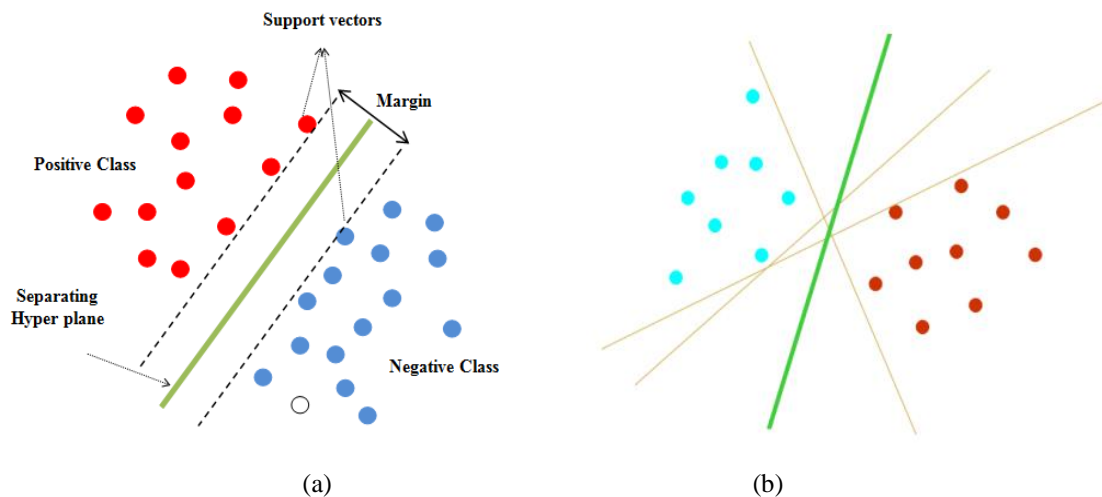 Support vectors
Margin
Positive Class
Separating
Hyper plane
Negative Class
(a)
(b)